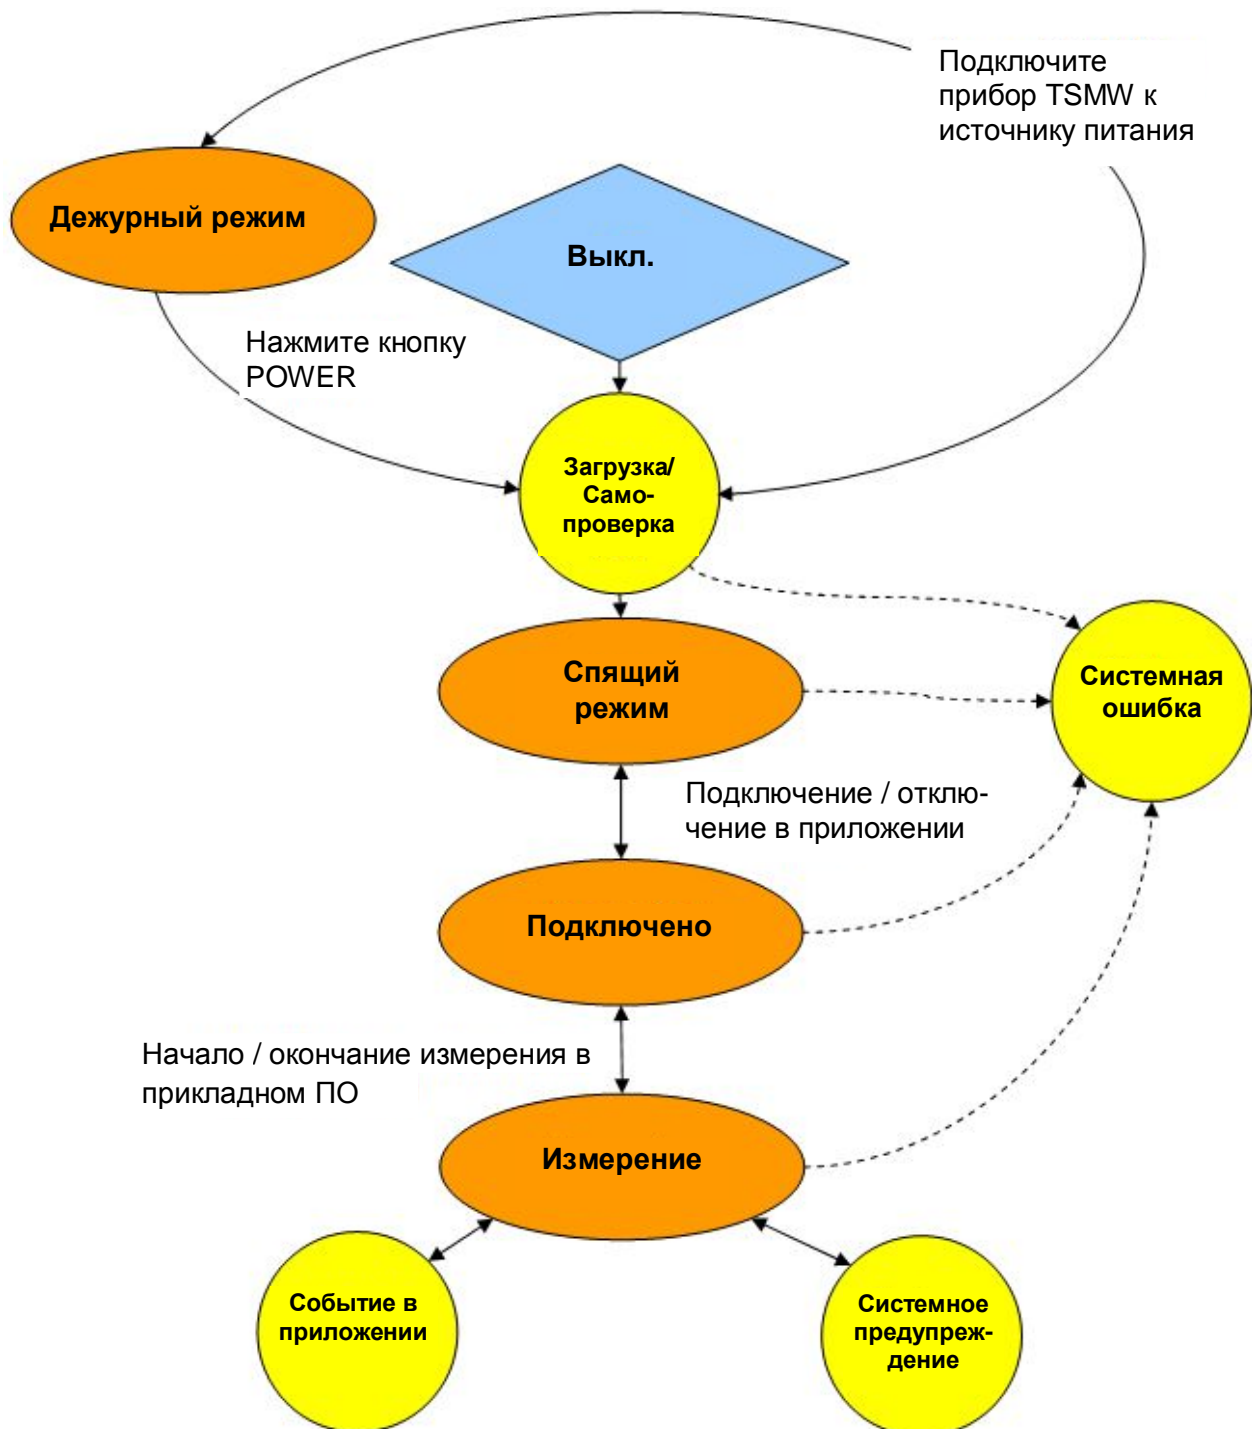 Подключите
прибор TSMW к
источнику питания
Дежурный режим
Выкл.
Нажмите кнопку
POWER
Загрузка/
Само-
проверка
Спящий
режим
Системная
ошибка
Подключение / отклю-
чение в приложении
Подключено
Начало / окончание измерения в
прикладном ПО
Измерение
Событие в
приложении
Системное
предупреж-
дение